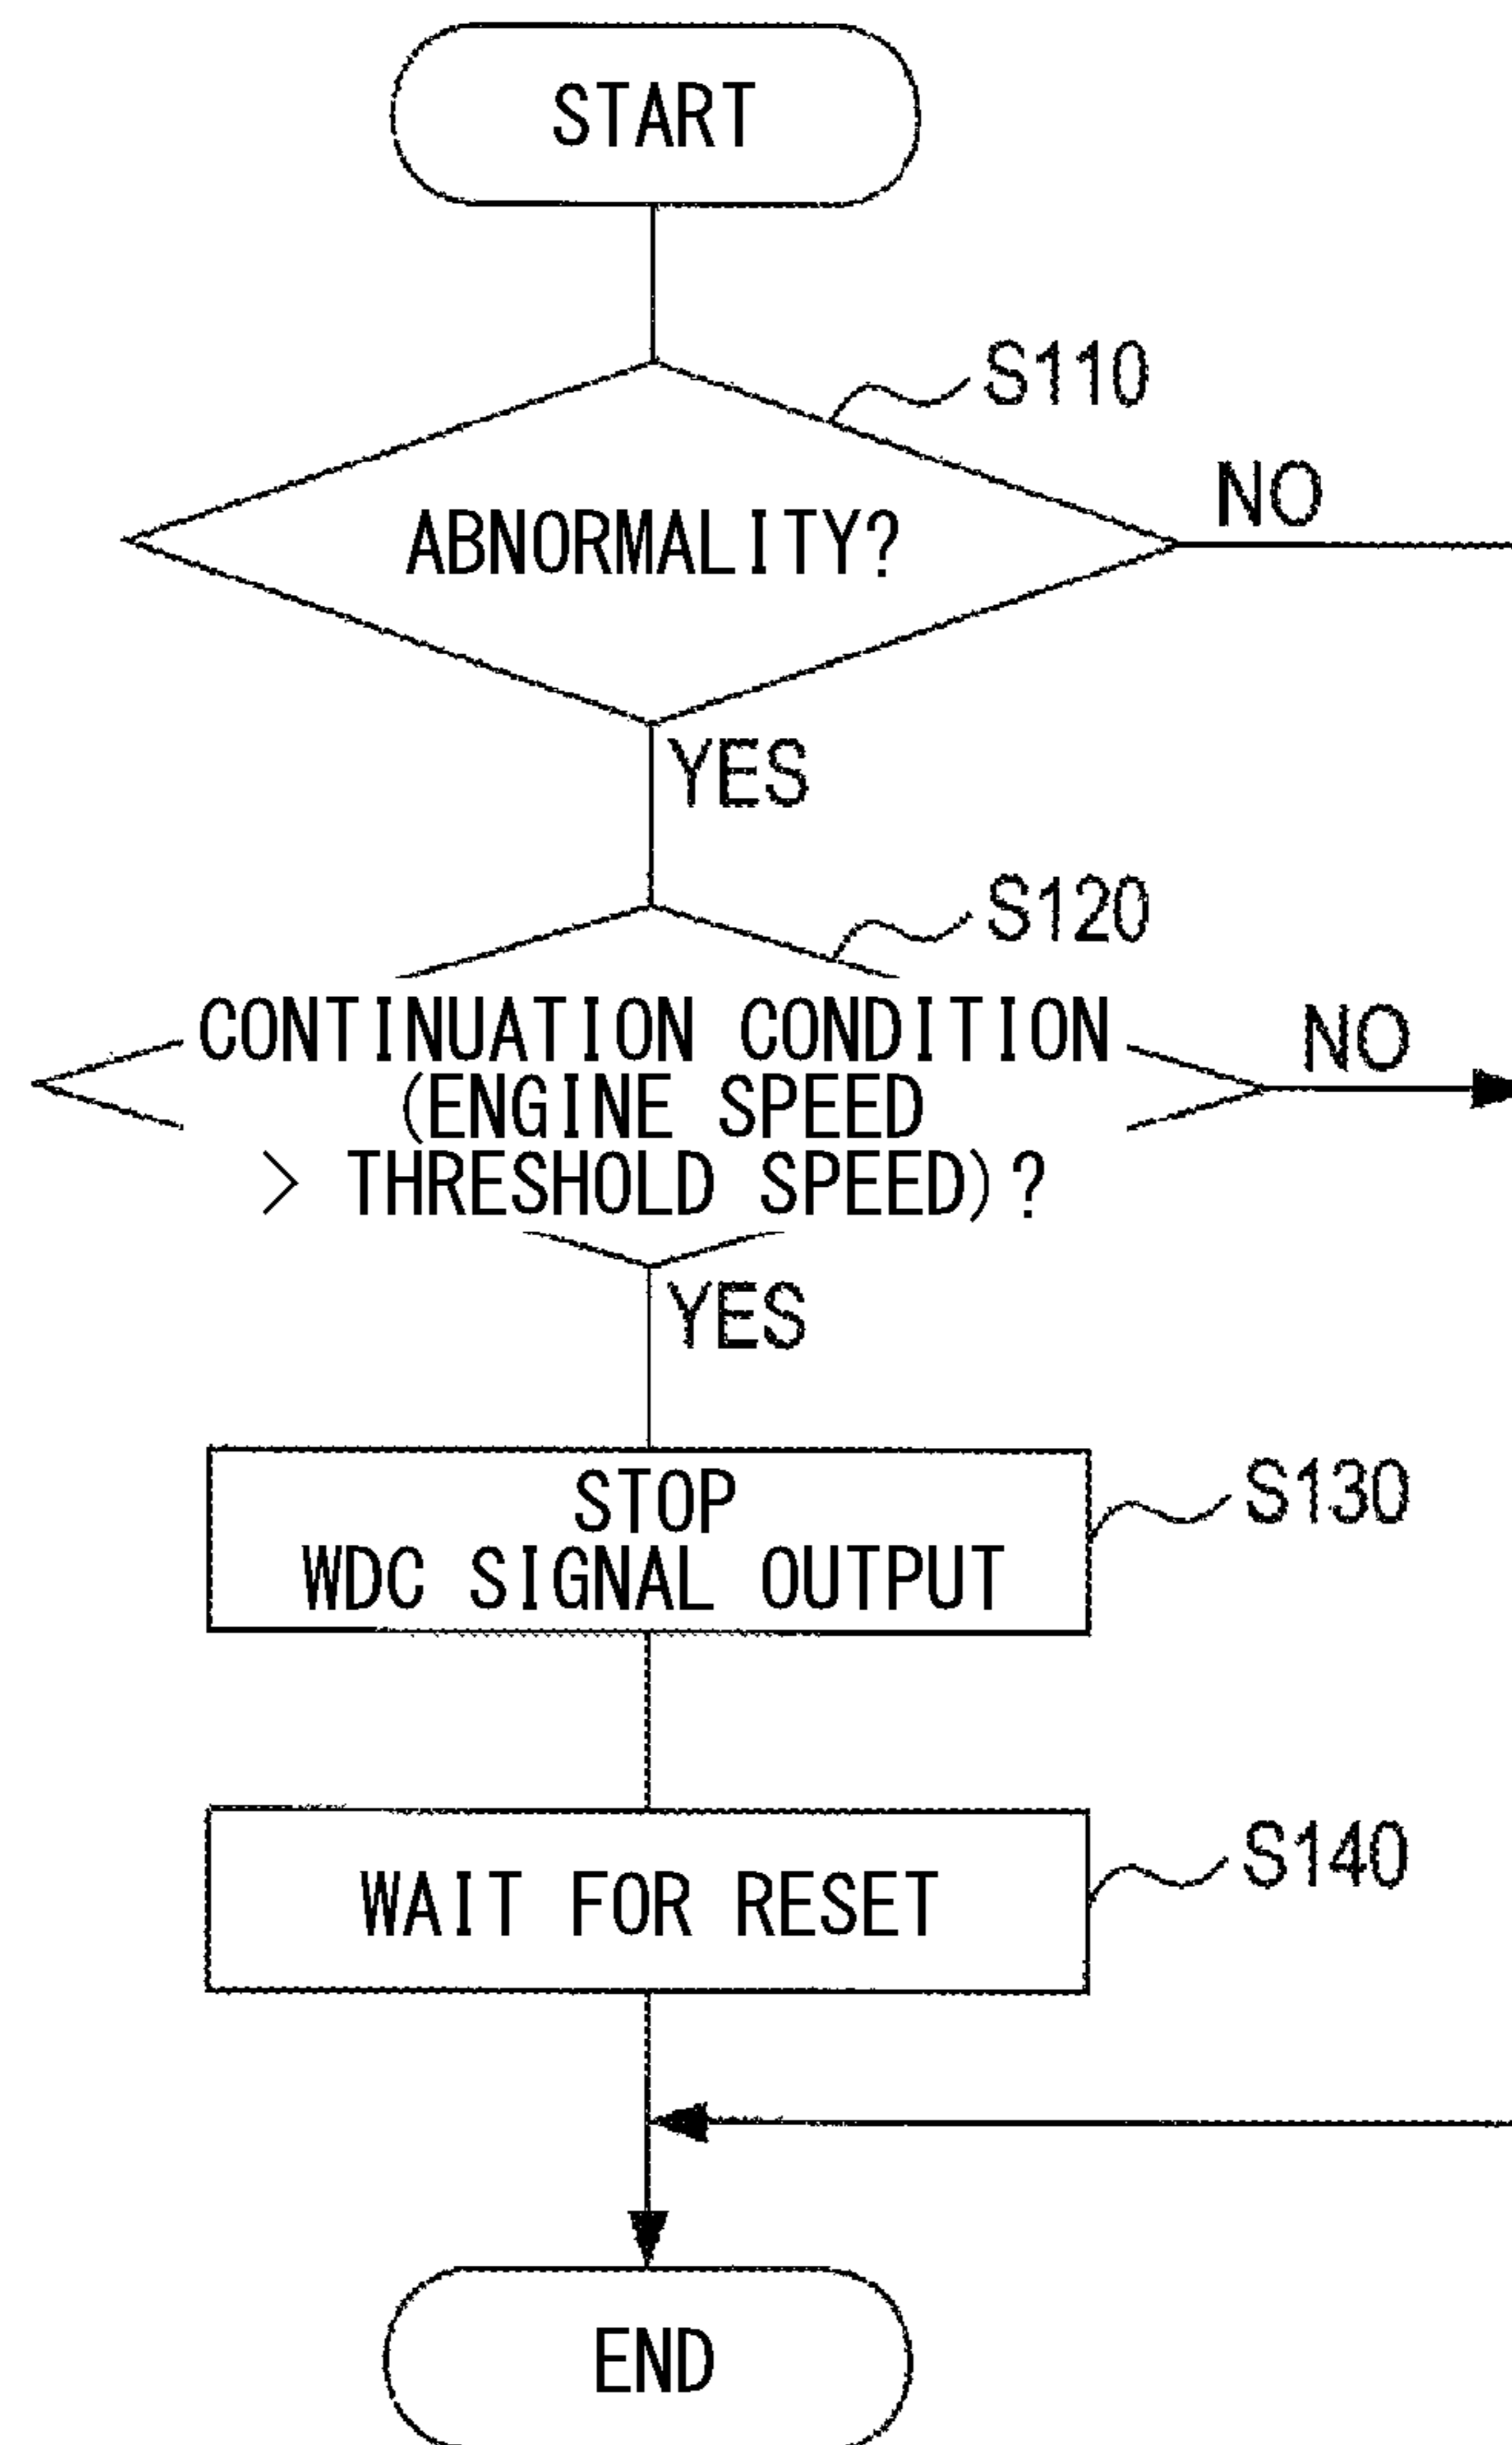 START
S110
ABNORMALITY?
NO
YES
S120
CONTINUATION CONDITION
(ENGINE SPEED
> THRESHOLD SPEED)?
NO
YES
STOP
WDC SIGNAL OUTPUT
S130
WAIT FOR RESET
S140
END